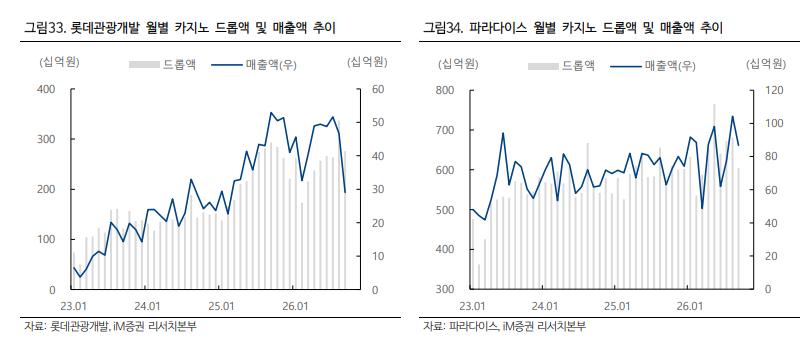 그림33. 롯데관광개발 월별 카지노 드롭액 및 매출액 추이
(십억원)
드롭액
매출액(우)
(십억원)
400
300
200
100
0
60
50
40
30
20
10
0
23.01
24.01
25.01
26.01
자료: 롯데관광개발, iM증권 리서치본부
그림34. 파라다이스 월별 카지노 드롭액 및 매출액 추이
(십억원)
드롭액
매출액(우)
(십억원)
800
700
600
500
400
300
120
100
80
60
40
20
0
23.01
24.01
25.01
26.01
자료: 파라다이스, iM증권 리서치본부